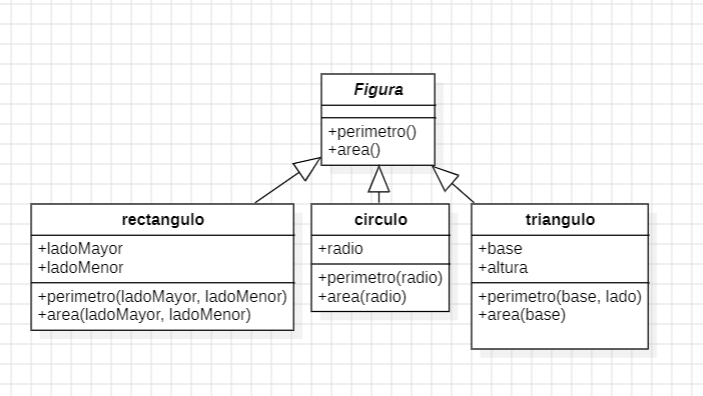 Figura
+perimetro()
+area()
rectangulo
+ladoMayor
+ladoMenor
+perimetro(ladoMayor, ladoMenor)
+area(ladoMayor, ladoMenor)
circulo
+radio
+perimetro(radio)
+area(radio)
triangulo
+base
+altura
+perimetro(base, lado)
+area(base)